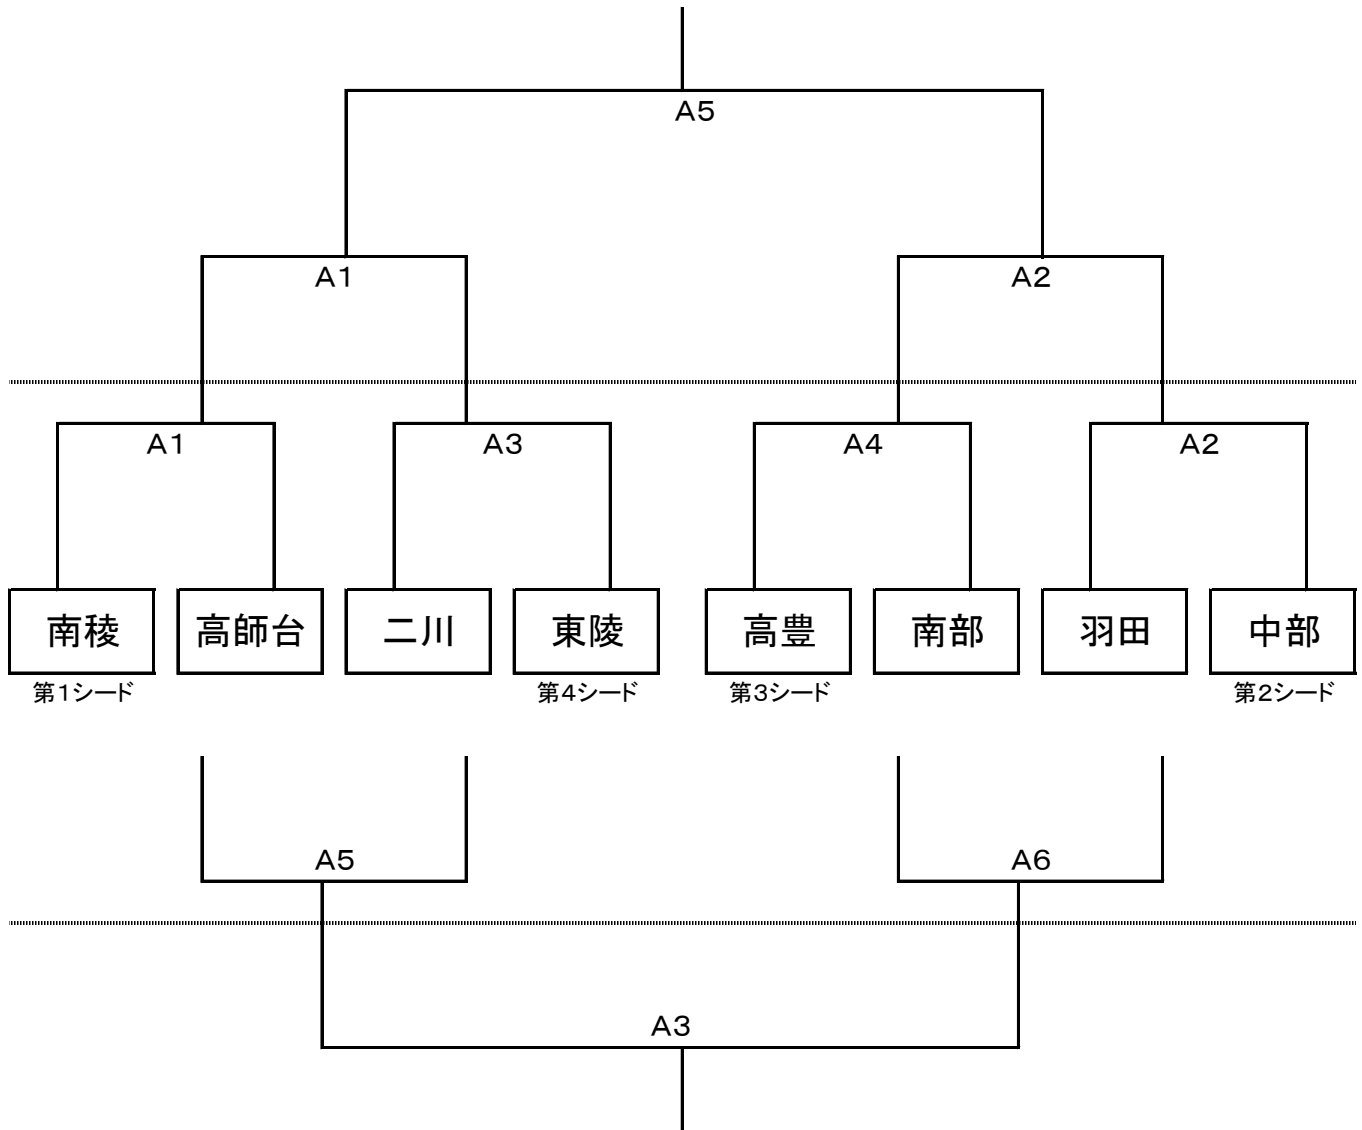 A5
A1 A2
A1 A3 A4 A2
南稜 高師台 二川 東陵 高豊 南部 羽田 中部
第1シード 第4シード 第3シード 第2シード
A5 A6
A3